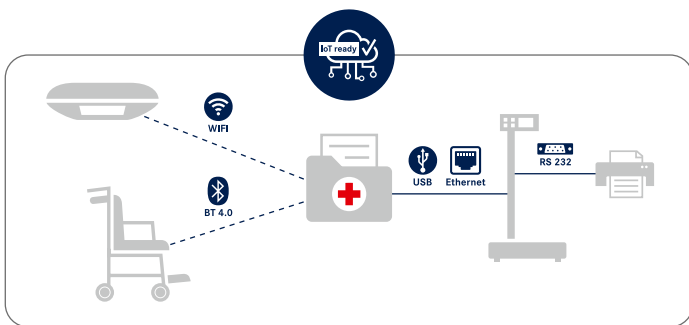 IoT ready
WIFI
BT 4.0
USB
Ethernet
RS 232